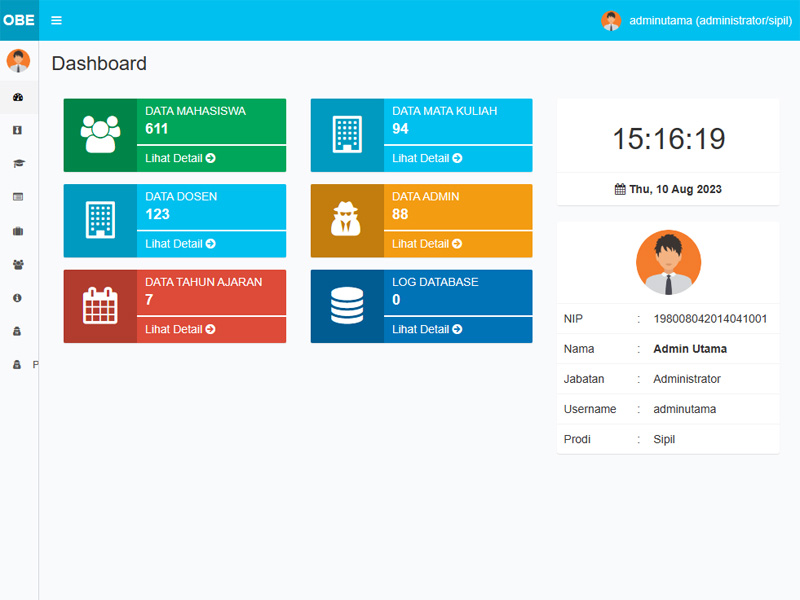 OBE
adminutama (administrator/sipil)
Dashboard
DATA MAHASISWA
611
Lihat Detail
DATA MATA KULIAH
94
Lihat Detail
DATA DOSEN
123
Lihat Detail
DATA ADMIN
88
Lihat Detail
DATA TAHUN AJARAN
7
Lihat Detail
LOG DATABASE
0
Lihat Detail
15:16:19
Thu, 10 Aug 2023
NIP : 198008042014041001
Nama : Admin Utama
Jabatan : Administrator
Username : adminutama
Prodi : Sipil
P